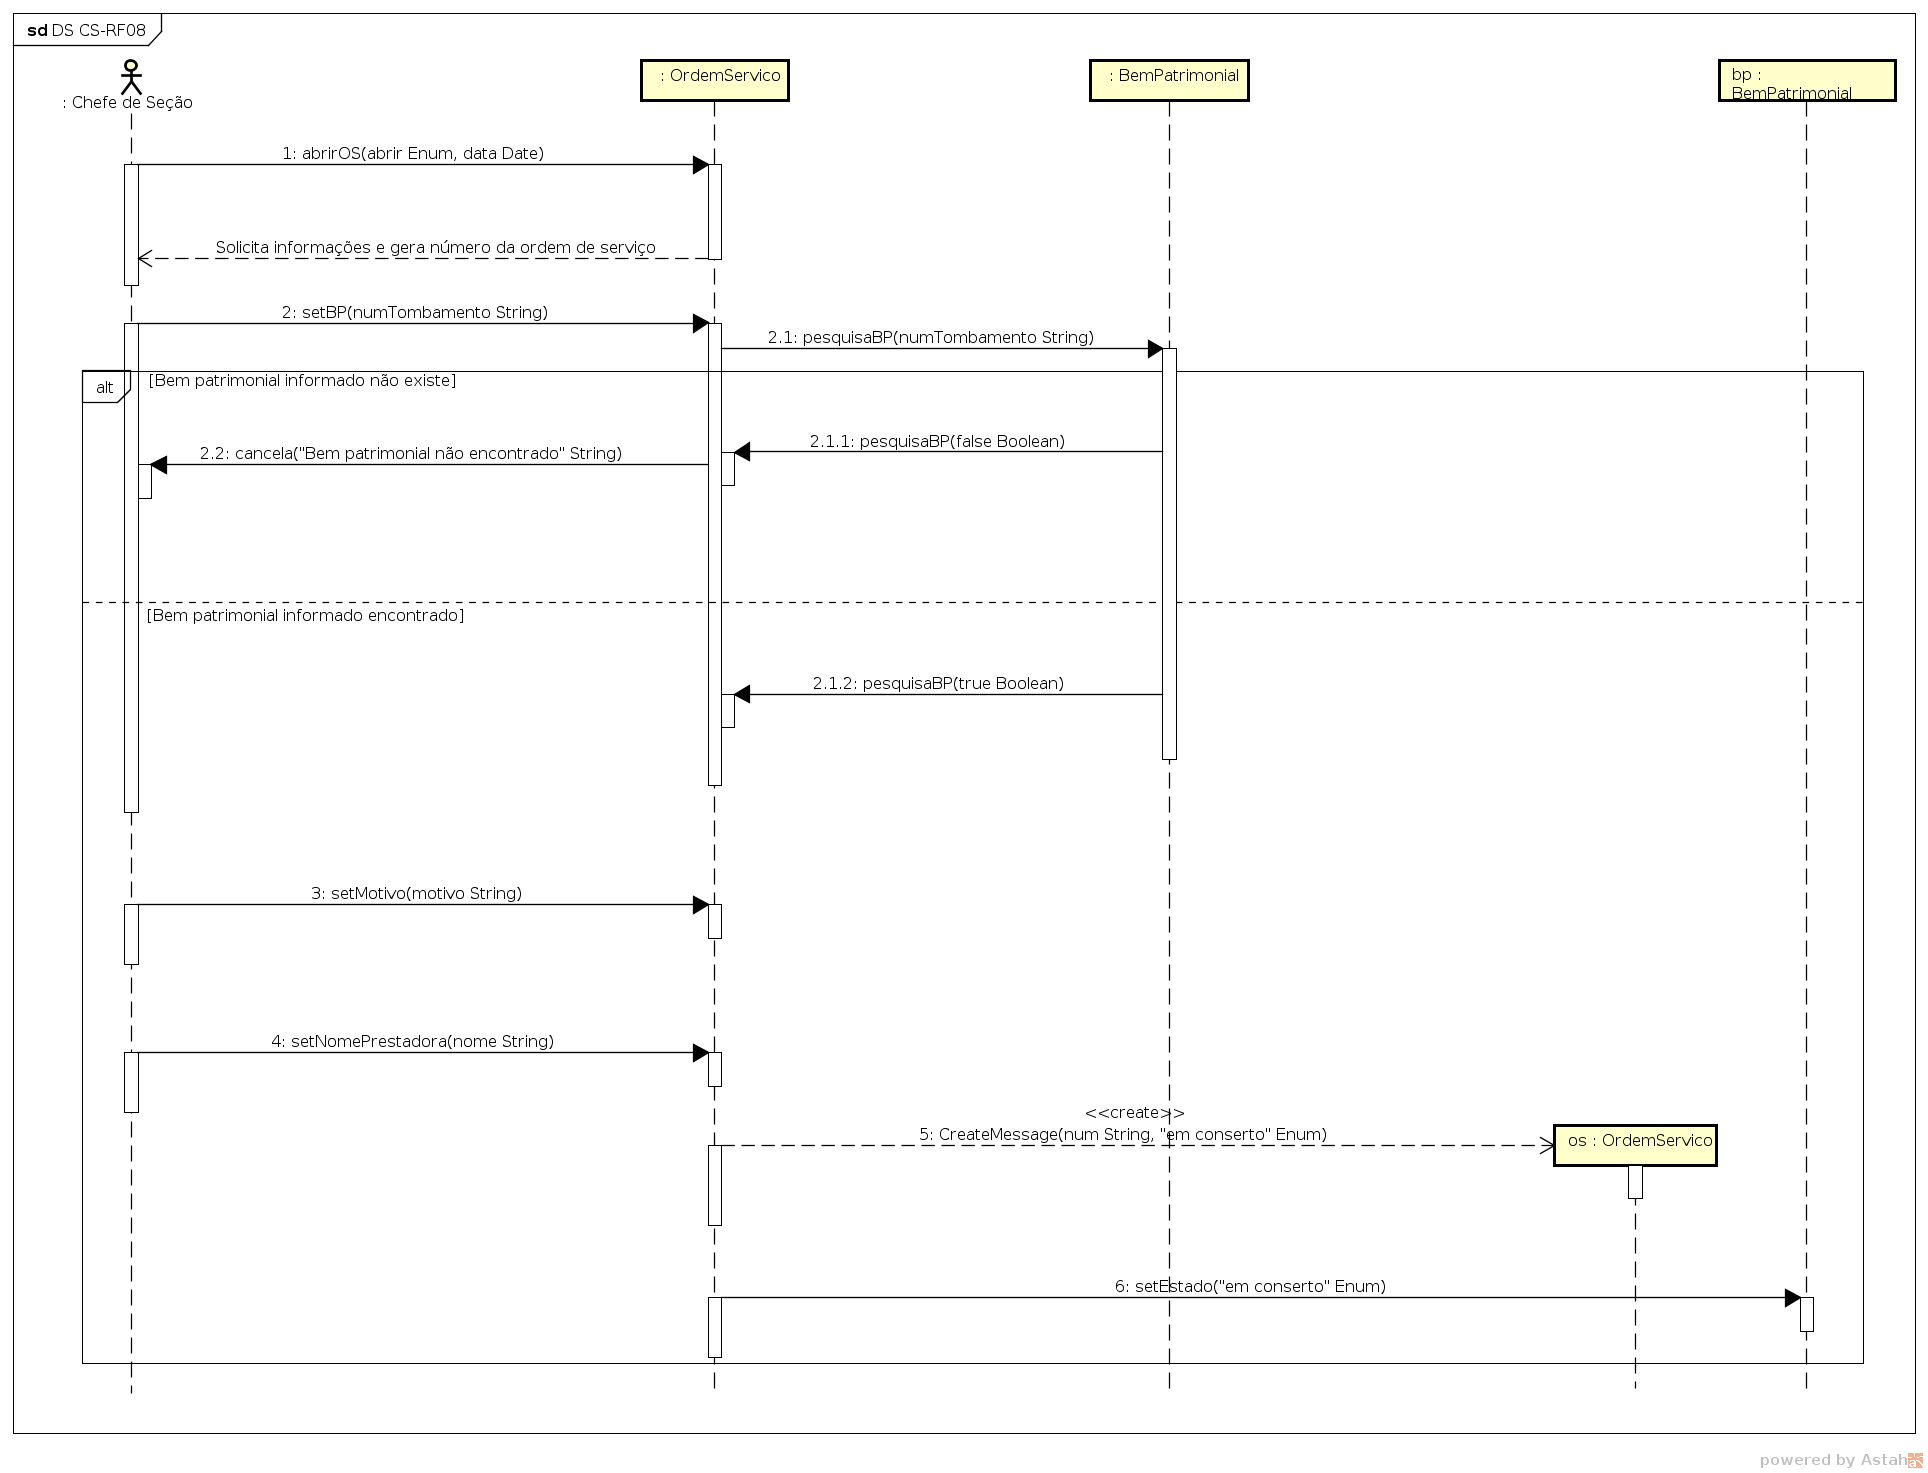 sd DS CS-RF08
: Chefe de Seção
: OrdemServico
: BemPatrimonial
bp :
BemPatrimonial
1: abrirOS(abrir Enum, data Date)
Solicita informações e gera número da ordem de serviço
2: setBP(numTombamento String)
2.1: pesquisaBP(numTombamento String)
alt
[Bem patrimonial informado não existe]
2.1.1: pesquisaBP(false Boolean)
2.2: cancela("Bem patrimonial não encontrado" String)
[Bem patrimonial informado encontrado]
2.1.2: pesquisaBP(true Boolean)
3: setMotivo(motivo String)
4: setNomePrestadora(nome String)
<<create>>
5: CreateMessage(num String, "em conserto" Enum)
os : OrdemServico
6: setEstado("em conserto" Enum)
powered by Astah